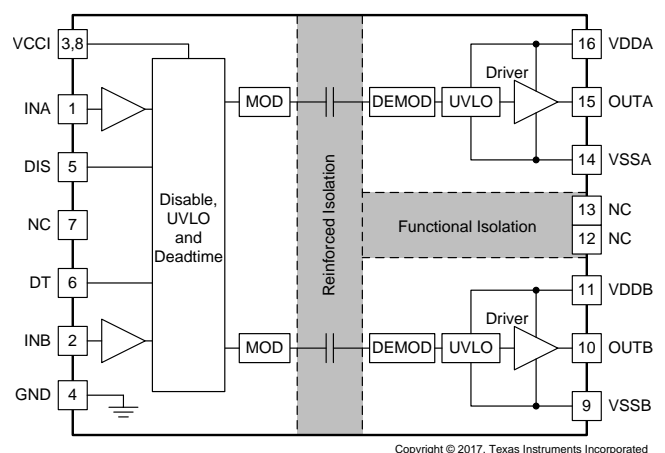 VCCI 3,8
INA 1
DIS 5
NC 7
DT 6
INB 2
GND 4
Disable,
UVLO
and
Deadtime
MOD
MOD
Reinforced Isolation
DEMOD UVLO
Driver
16 VDDA
15 OUTA
14 VSSA
Functional Isolation
13 NC
12 NC
DEMOD UVLO
Driver
11 VDDB
10 OUTB
9 VSSB
Copyright © 2017, Texas Instruments Incorporated